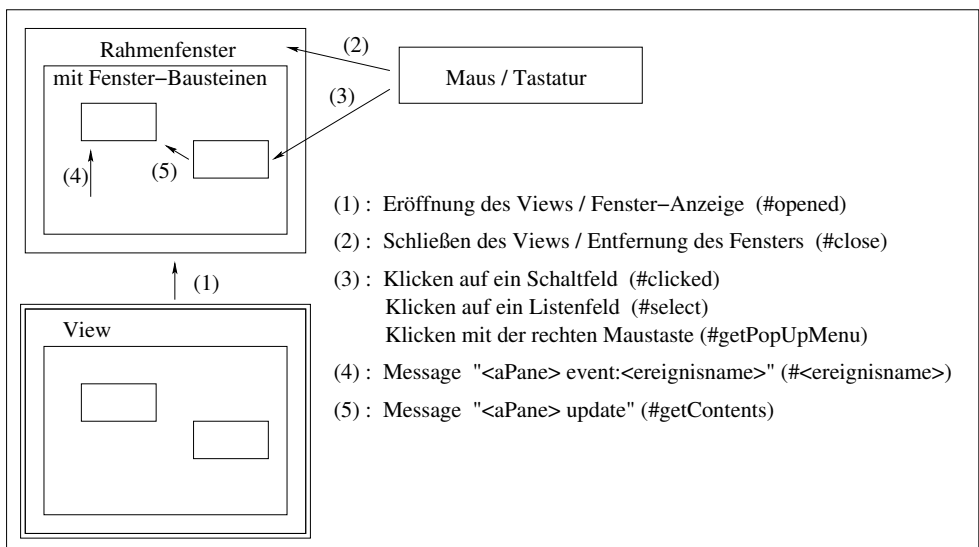 Rahmenfenster
mit Fenster−Bausteinen
(2)
Maus / Tastatur
(3)
(4)
(5)
(1) : Eröffnung des Views / Fenster−Anzeige (#opened)
(2) : Schließen des Views / Entfernung des Fensters (#close)
(3) : Klicken auf ein Schaltfeld (#clicked)
Klicken auf ein Listenfeld (#select)
Klicken mit der rechten Maustaste (#getPopUpMenu)
(4) : Message "<aPane> event:<ereignisname>" (#<ereignisname>)
(5) : Message "<aPane> update" (#getContents)
(1)
View